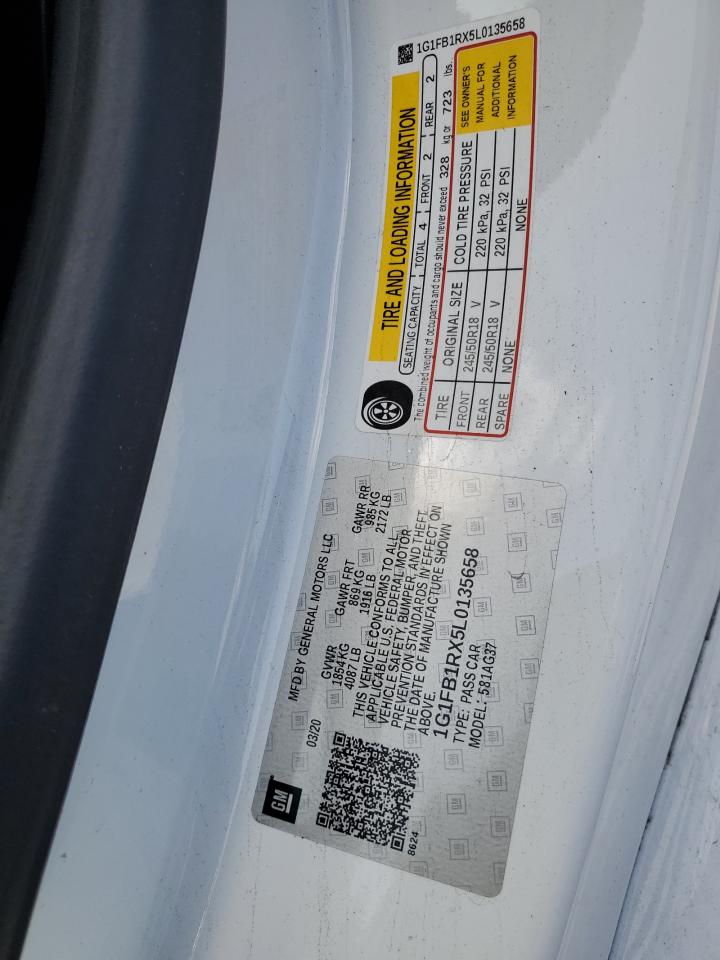 1G1FB1RX5L0135658
TIRE AND LOADING INFORMATION
SEATING CAPACITY TOTAL 4 FRONT 2 REAR 2
The combined weight of occupants and cargo should never exceed 328 kg or 723 lbs.
TIRE ORIGINAL SIZE COLD TIRE PRESSURE
FRONT 245/50R18 V 220 kPa, 32 PSI
REAR 245/50R18 V 220 kPa, 32 PSI
SPARE NONE NONE
SEE OWNER'S
MANUAL FOR
ADDITIONAL
INFORMATION
GM
MFD BY GENERAL MOTORS LLC
03/20
GVWR GAWR FRT GAWR RR
1854 KG 869 KG 985 KG
4087 LB 1916 LB 2172 LB
THIS VEHICLE CONFORMS TO ALL
APPLICABLE U.S. FEDERAL MOTOR
VEHICLE SAFETY, BUMPER, AND THEFT
PREVENTION STANDARDS IN EFFECT ON
THE DATE OF MANUFACTURE SHOWN
ABOVE.
1G1FB1RX5L0135658
TYPE: PASS CAR
MODEL: 581AG37
8624